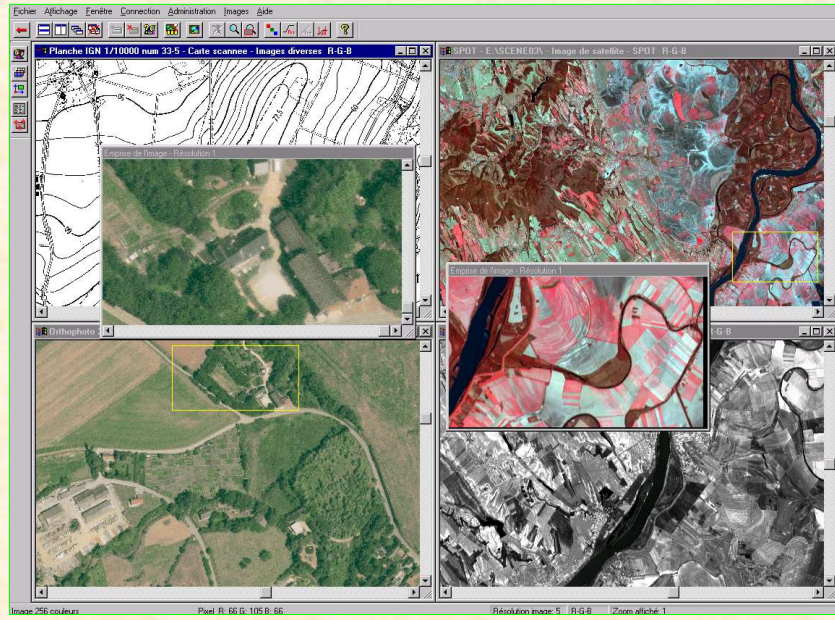 Fichier Affichage Fenêtre Connection Administration Images Aide
Planche IGN 1/10000 num 33-5 - Carte scannee - Images diverses R-G-B
SPOT - E:\SCENE03\ - Image de satellite - SPOT R-G-B
Emprise de l'image - Résolution 1
Emprise de l'image - Résolution 1
Orthophoto
R-G-B
Image 256 couleurs Pixel R: 66 G: 105 B: 66 Résolution image: 5 R-G-B Zoom affiché: 1